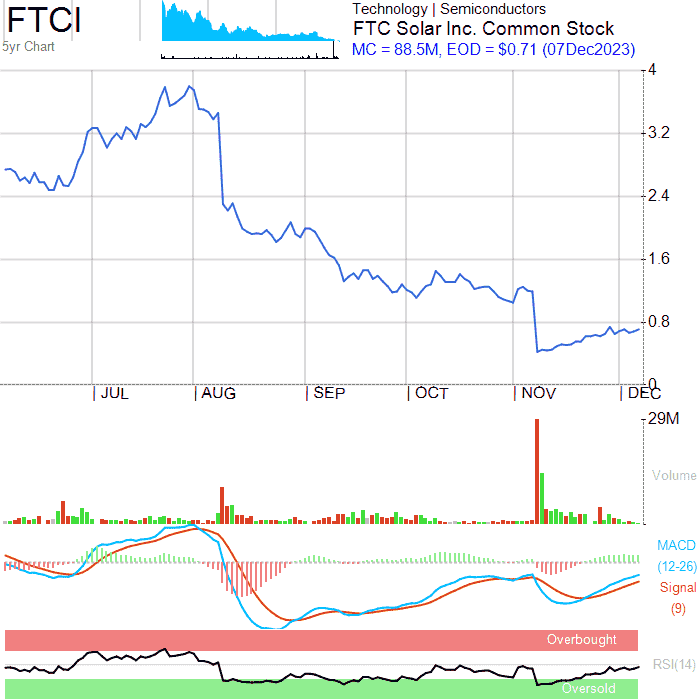 FTCI
5yr Chart
Technology | Semiconductors
FTC Solar Inc. Common Stock
MC = 88.5M, EOD = $0.71 (07Dec2023)
4
3.2
2.4
1.6
0.8
0
JUL AUG SEP OCT NOV DEC
29M
Volume
MACD
(12-26)
Signal
(9)
Overbought
RSI(14)
Oversold